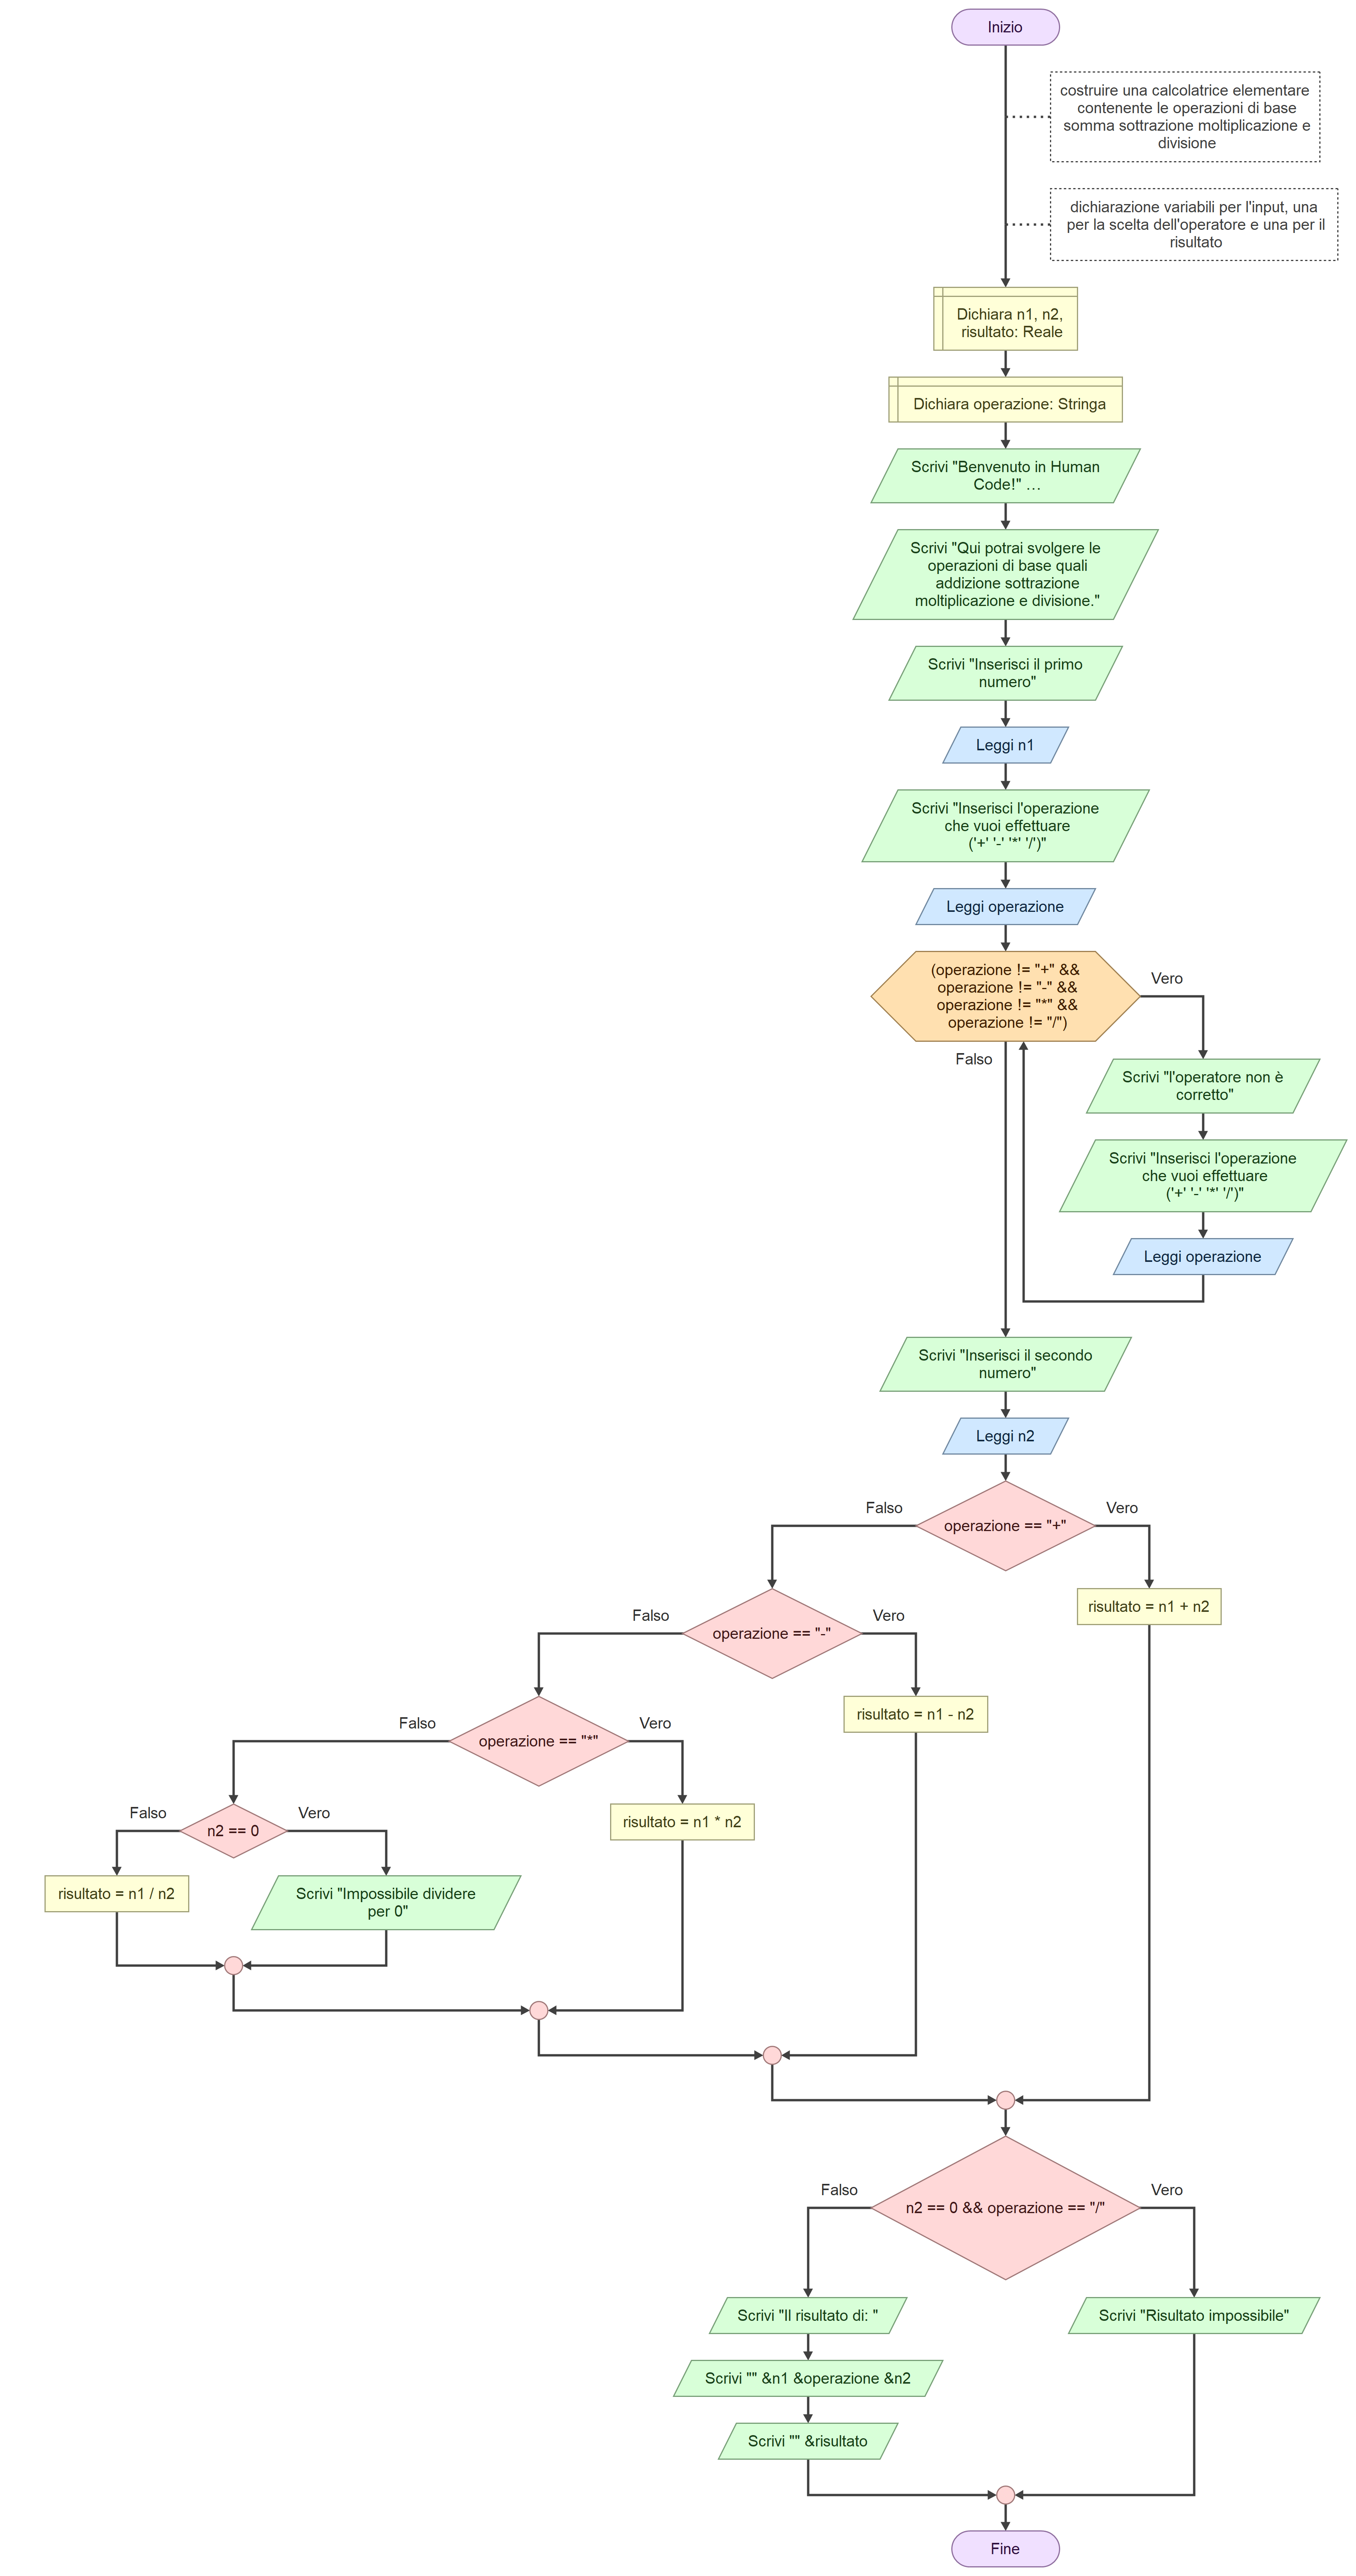 Inizio
costruire una calcolatrice elementare
contenente le operazioni di base
somma sottrazione moltiplicazione e
divisione
dichiarazione variabili per l'input, una
per la scelta dell'operatore e una per il
risultato
Dichiara n1, n2,
risultato: Reale
Dichiara operazione: Stringa
Scrivi "Benvenuto in Human
Code!" …
Scrivi "Qui potrai svolgere le
operazioni di base quali
addizione sottrazione
moltiplicazione e divisione."
Scrivi "Inserisci il primo
numero"
Leggi n1
Scrivi "Inserisci l'operazione
che vuoi effettuare
('+' '-' '*' '/')"
Leggi operazione
(operazione != "+" &&
operazione != "-" &&
operazione != "*" &&
operazione != "/")
Vero
Falso
Scrivi "l'operatore non è
corretto"
Scrivi "Inserisci l'operazione
che vuoi effettuare
('+' '-' '*' '/')"
Leggi operazione
Scrivi "Inserisci il secondo
numero"
Leggi n2
Falso
Vero
operazione == "+"
risultato = n1 + n2
Falso
Vero
operazione == "-"
risultato = n1 - n2
Falso
Vero
operazione == "*"
risultato = n1 * n2
Falso
Vero
n2 == 0
risultato = n1 / n2
Scrivi "Impossibile dividere
per 0"
Falso
Vero
n2 == 0 && operazione == "/"
Scrivi "Il risultato di: "
Scrivi "Risultato impossibile"
Scrivi "" &n1 &operazione &n2
Scrivi "" &risultato
Fine